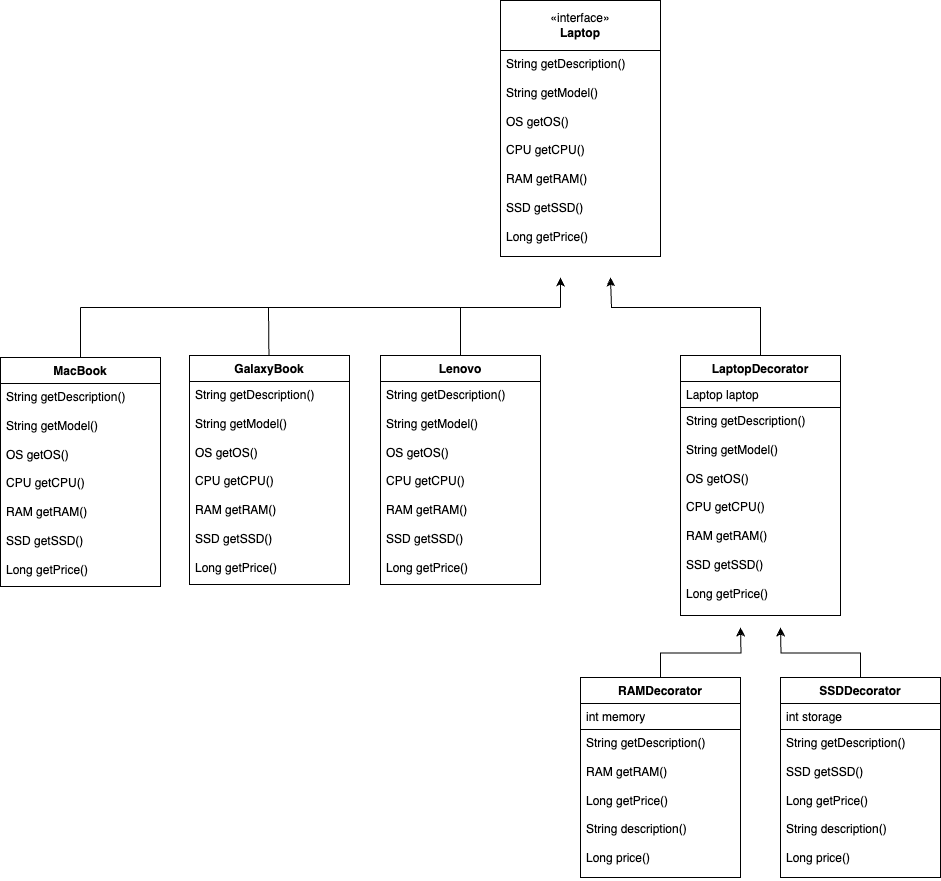 «interface»
Laptop
String getDescription()
String getModel()
OS getOS()
CPU getCPU()
RAM getRAM()
SSD getSSD()
Long getPrice()
MacBook
String getDescription()
String getModel()
OS getOS()
CPU getCPU()
RAM getRAM()
SSD getSSD()
Long getPrice()
GalaxyBook
String getDescription()
String getModel()
OS getOS()
CPU getCPU()
RAM getRAM()
SSD getSSD()
Long getPrice()
Lenovo
String getDescription()
String getModel()
OS getOS()
CPU getCPU()
RAM getRAM()
SSD getSSD()
Long getPrice()
LaptopDecorator
Laptop laptop
String getDescription()
String getModel()
OS getOS()
CPU getCPU()
RAM getRAM()
SSD getSSD()
Long getPrice()
RAMDecorator
int memory
String getDescription()
RAM getRAM()
Long getPrice()
String description()
Long price()
SSDDecorator
int storage
String getDescription()
SSD getSSD()
Long getPrice()
String description()
Long price()